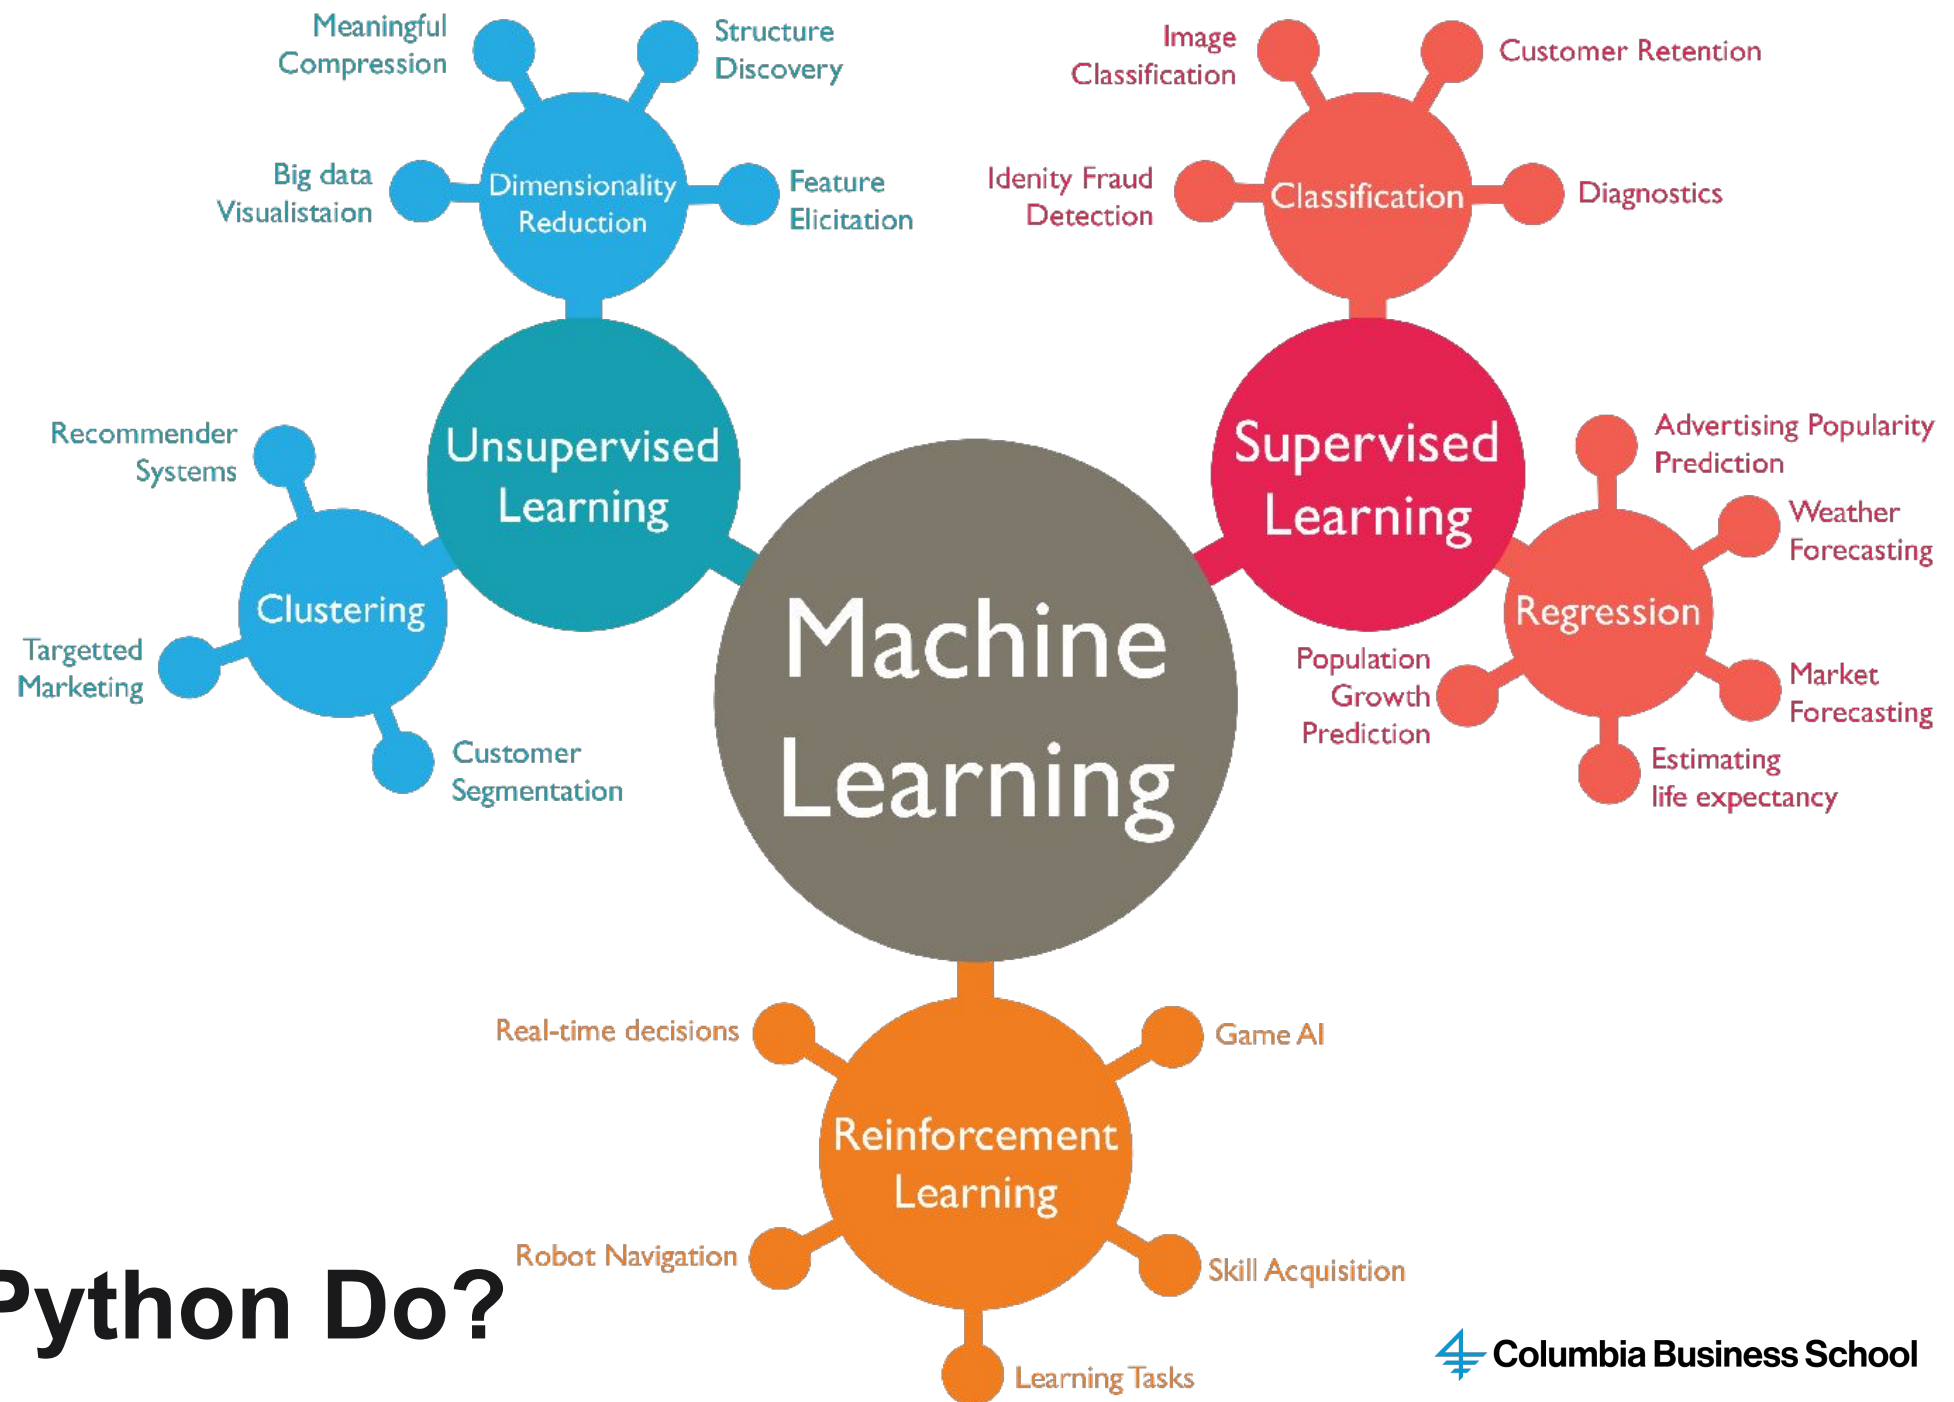 Meaningful
Compression
Structure
Discovery
Big data
Visualistaion
Dimensionality
Reduction
Feature
Elicitation
Image
Classification
Customer Retention
Idenity Fraud
Detection
Classification
Diagnostics
Unsupervised
Learning
Recommender
Systems
Clustering
Targetted
Marketing
Customer
Segmentation
Supervised
Learning
Advertising Popularity
Prediction
Weather
Forecasting
Regression
Population
Growth
Prediction
Market
Forecasting
Estimating
life expectancy
Machine
Learning
Real-time decisions
Game AI
Reinforcement
Learning
Robot Navigation
Skill Acquisition
Learning Tasks
Python Do?
Columbia Business School